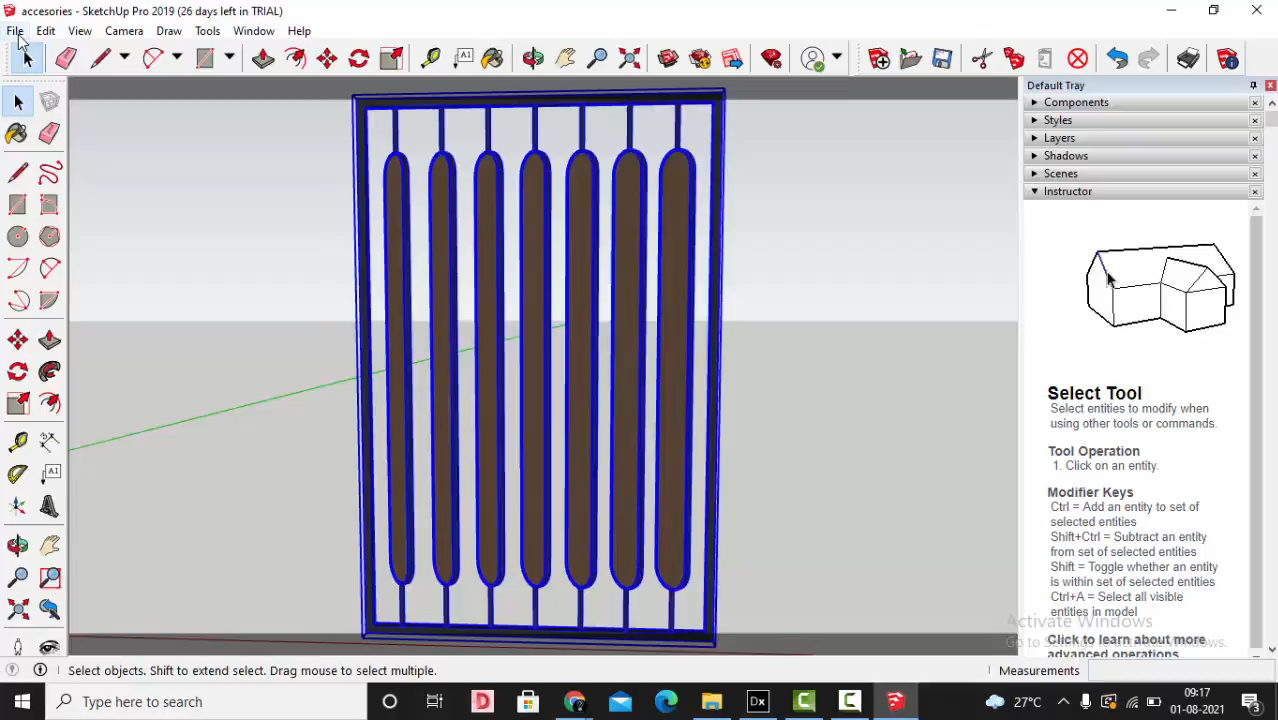 accesories - SketchUp Pro 2019 (26 days left in TRIAL)
File Edit View Camera Draw Tools Window Help
Default Tray
Components
Styles
Layers
Shadows
Scenes
Instructor
Select Tool
Select entities to modify when
using other tools or commands.
Tool Operation
1. Click on an entity.
Modifier Keys
Ctrl = Add an entity to set of
selected entities
Shift+Ctrl = Subtract an entity
from set of selected entities
Shift = Toggle whether an entity
is within set of selected entities
Ctrl+A = Select all visible
entities in model
Activate Windows
Go to Settings to activate Windows.
Click to learn about more
advanced operations
Select objects. Shift to extend select. Drag mouse to select multiple.
Measurements
Type here to search
27°C
09:17
01-08-2021